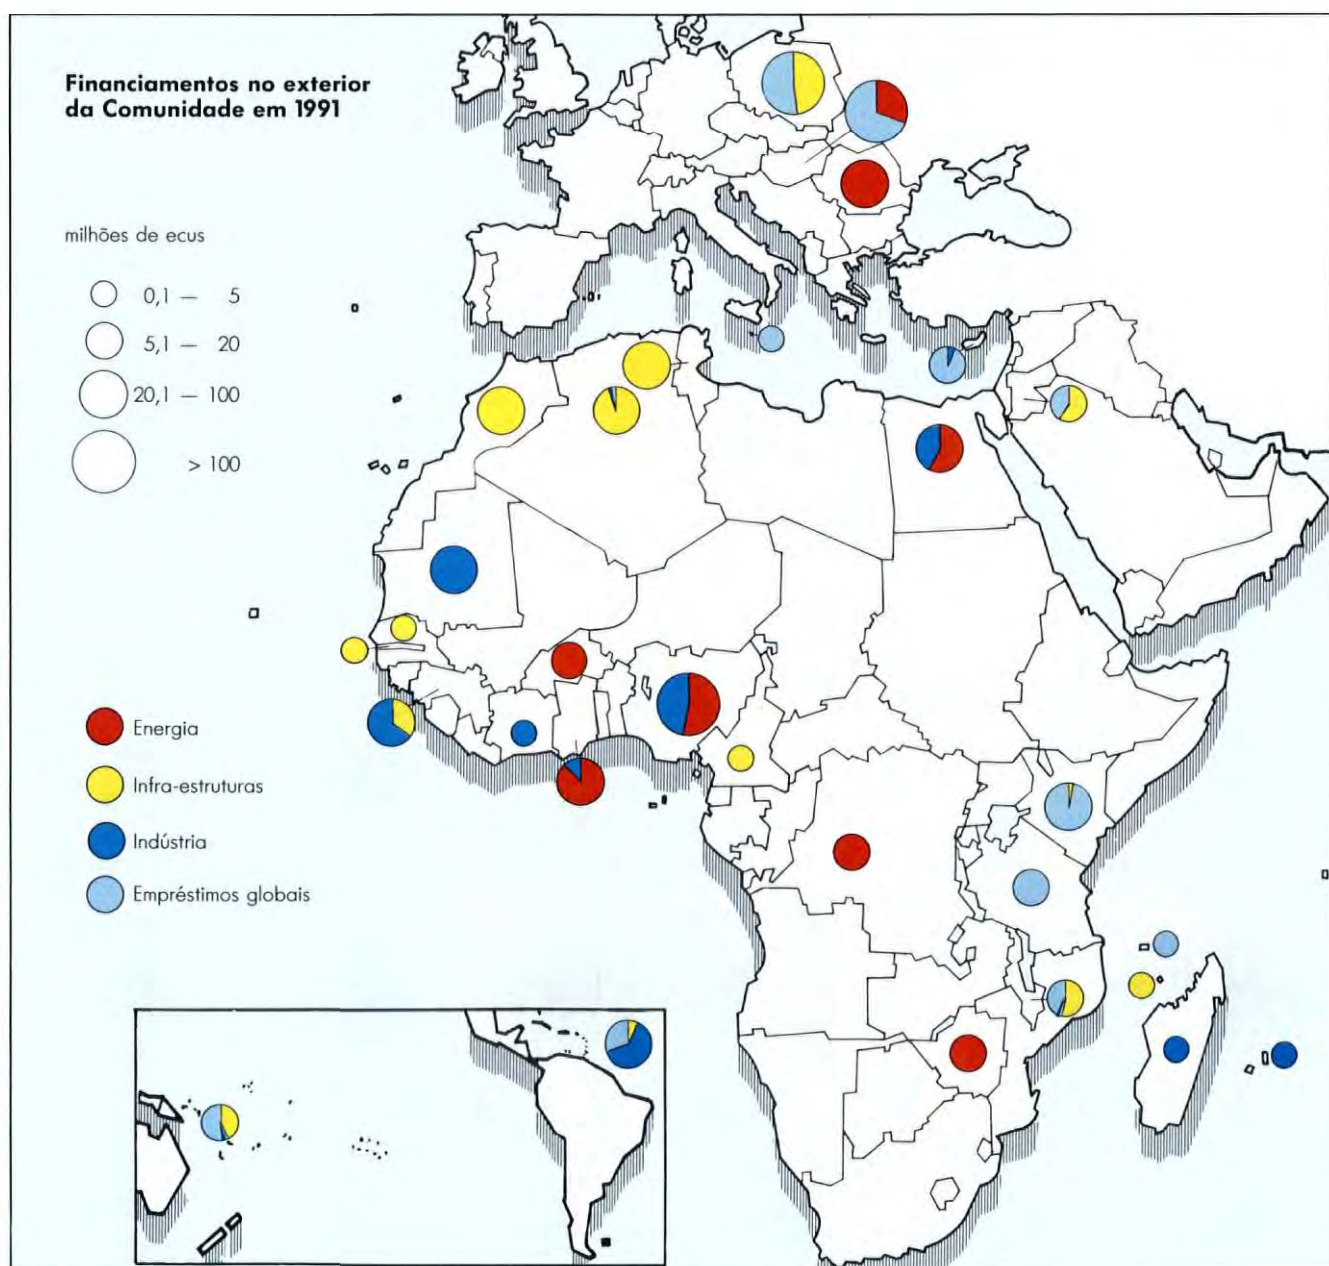 Financiamentos no exterior
da Comunidade em 1991
milhões de ecus
0,1 — 5
5,1 — 20
20,1 — 100
> 100
Energia
Infra-estruturas
Indústria
Empréstimos globais